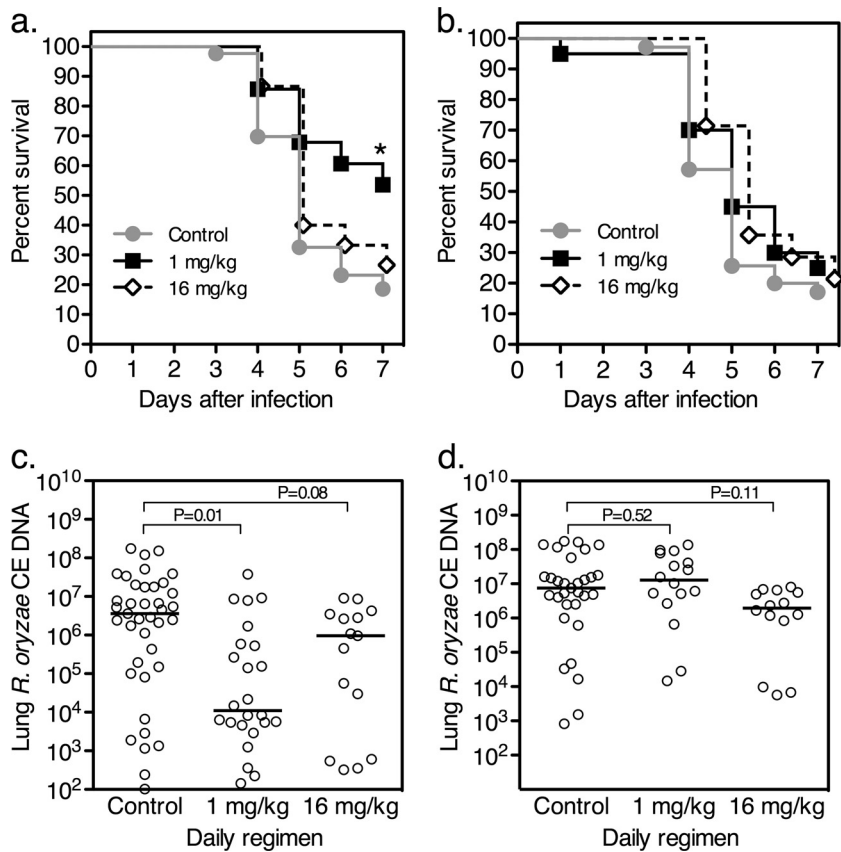 a.
100
90
80
70
60
50
40
30
20
10
0
Percent survival
*
Control
1 mg/kg
16 mg/kg
0 1 2 3 4 5 6 7
Days after infection
b.
100
90
80
70
60
50
40
30
20
10
0
Percent survival
Control
1 mg/kg
16 mg/kg
0 1 2 3 4 5 6 7
Days after infection
c.
10¹⁰
10⁹
10⁸
10⁷
10⁶
10⁵
10⁴
10³
10²
Lung R. oryzae CE DNA
P=0.08
P=0.01
Control 1 mg/kg 16 mg/kg
Daily regimen
d.
10¹⁰
10⁹
10⁸
10⁷
10⁶
10⁵
10⁴
10³
10²
Lung R. oryzae CE DNA
P=0.11
P=0.52
Control 1 mg/kg 16 mg/kg
Daily regimen